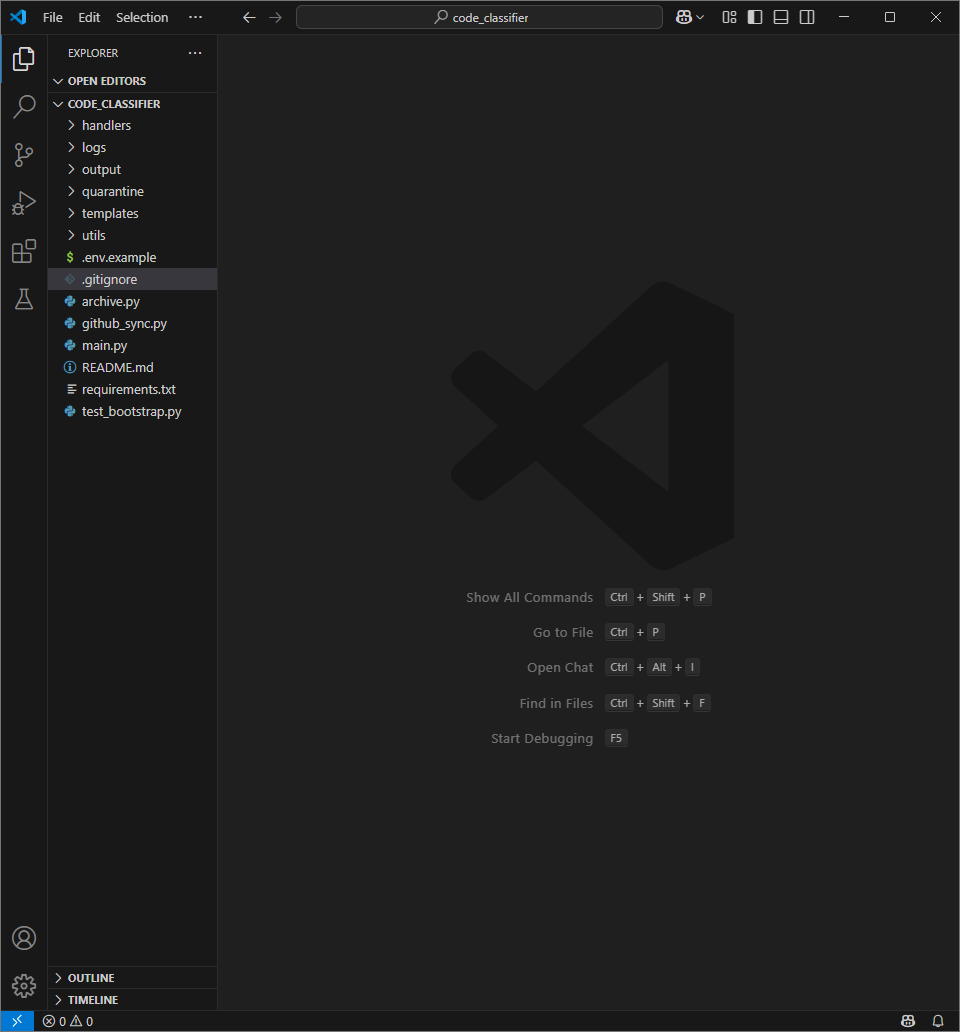 File Edit Selection ··· code_classifier
EXPLORER ···
OPEN EDITORS
CODE_CLASSIFIER
handlers
logs
output
quarantine
templates
utils
$ .env.example
.gitignore
archive.py
github_sync.py
main.py
README.md
requirements.txt
test_bootstrap.py
Show All Commands Ctrl + Shift + P
Go to File Ctrl + P
Open Chat Ctrl + Alt + I
Find in Files Ctrl + Shift + F
Start Debugging F5
OUTLINE
TIMELINE
0 0